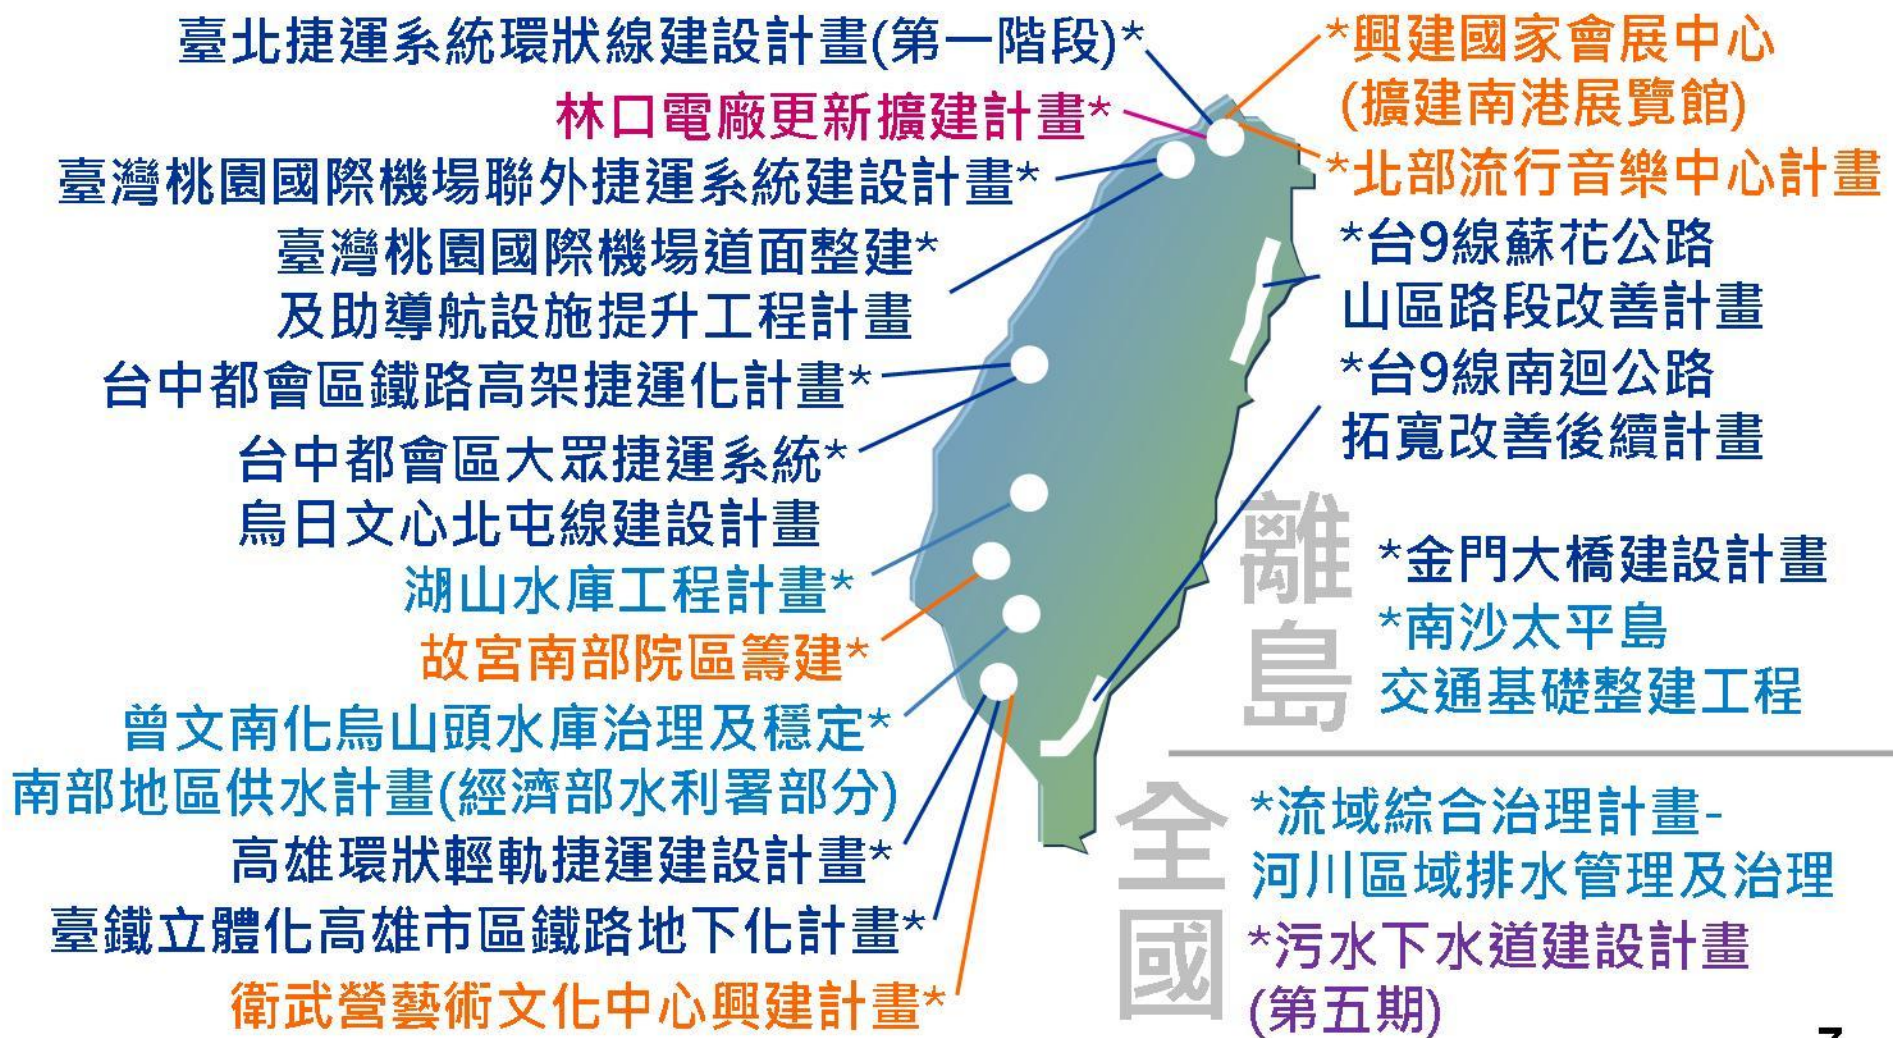 臺北捷運系統環狀線建設計畫(第一階段)*
林口電廠更新擴建計畫*
臺灣桃園國際機場聯外捷運系統建設計畫*
臺灣桃園國際機場道面整建*
及助導航設施提升工程計畫
台中都會區鐵路高架捷運化計畫*
台中都會區大眾捷運系統*
烏日文心北屯線建設計畫
湖山水庫工程計畫*
故宮南部院區籌建*
曾文南化烏山頭水庫治理及穩定*
南部地區供水計畫(經濟部水利署部分)
高雄環狀輕軌捷運建設計畫*
臺鐵立體化高雄市區鐵路地下化計畫*
衛武營藝術文化中心興建計畫*
*興建國家會展中心
(擴建南港展覽館)
*北部流行音樂中心計畫
*台9線蘇花公路
山區路段改善計畫
*台9線南迴公路
拓寬改善後續計畫
離島
*金門大橋建設計畫
*南沙太平島
交通基礎整建工程
全國
*流域綜合治理計畫-
河川區域排水管理及治理
*污水下水道建設計畫
(第五期)